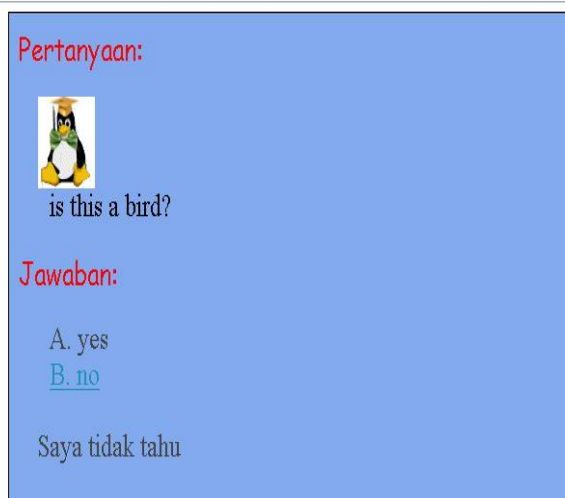 Pertanyaan:
is this a bird?
Jawaban:
A. yes
B. no
Saya tidak tahu